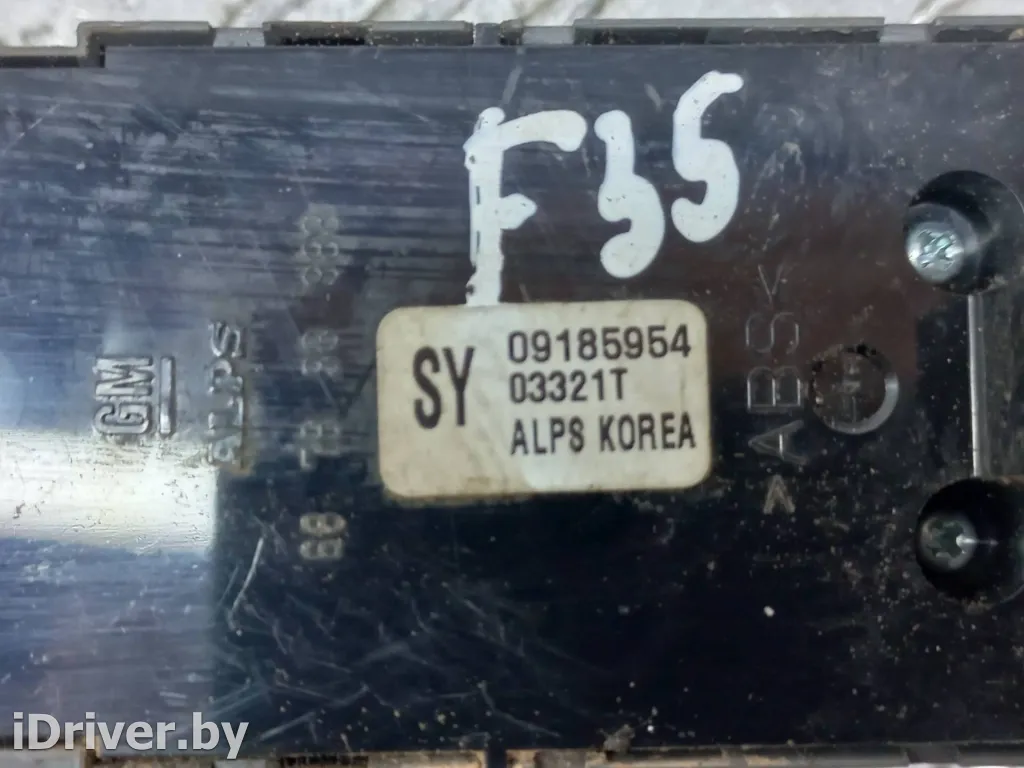 F35
SY
09185954
03321T
ALPS KOREA
GM
ALPS
>ABS<
iDriver.by